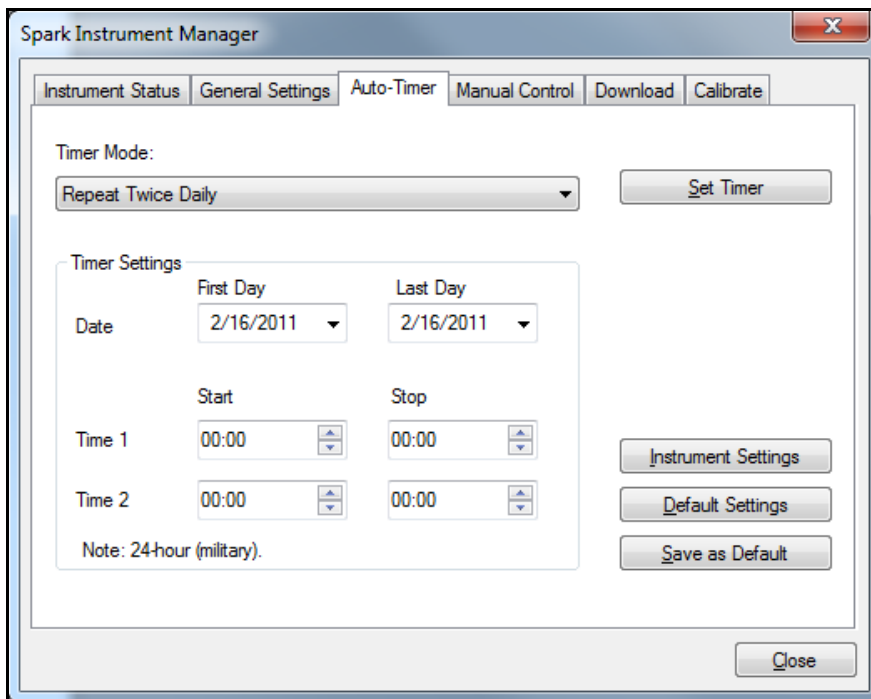 Spark Instrument Manager
Instrument Status General Settings Auto-Timer Manual Control Download Calibrate
Timer Mode:
Repeat Twice Daily
Set Timer
Timer Settings
First Day Last Day
Date 2/16/2011 2/16/2011
Start Stop
Time 1 00:00 00:00
Instrument Settings
Time 2 00:00 00:00
Default Settings
Note: 24-hour (military).
Save as Default
Close